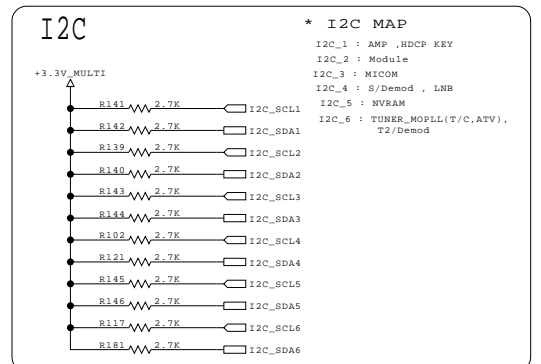 I2C
* I2C MAP
I2C_1 : AMP ,HDCP KEY
I2C_2 : Module
I2C_3 : MICOM
I2C_4 : S/Demod , LNB
I2C_5 : NVRAM
I2C_6 : TUNER_MOPLL(T/C,ATV),
T2/Demod
+3.3V_MULTI
R141 2.7K I2C_SCL1
R142 2.7K I2C_SDA1
R139 2.7K I2C_SCL2
R140 2.7K I2C_SDA2
R143 2.7K I2C_SCL3
R144 2.7K I2C_SDA3
R102 2.7K I2C_SCL4
R121 2.7K I2C_SDA4
R145 2.7K I2C_SCL5
R146 2.7K I2C_SDA5
R117 2.7K I2C_SCL6
R181 2.7K I2C_SDA6